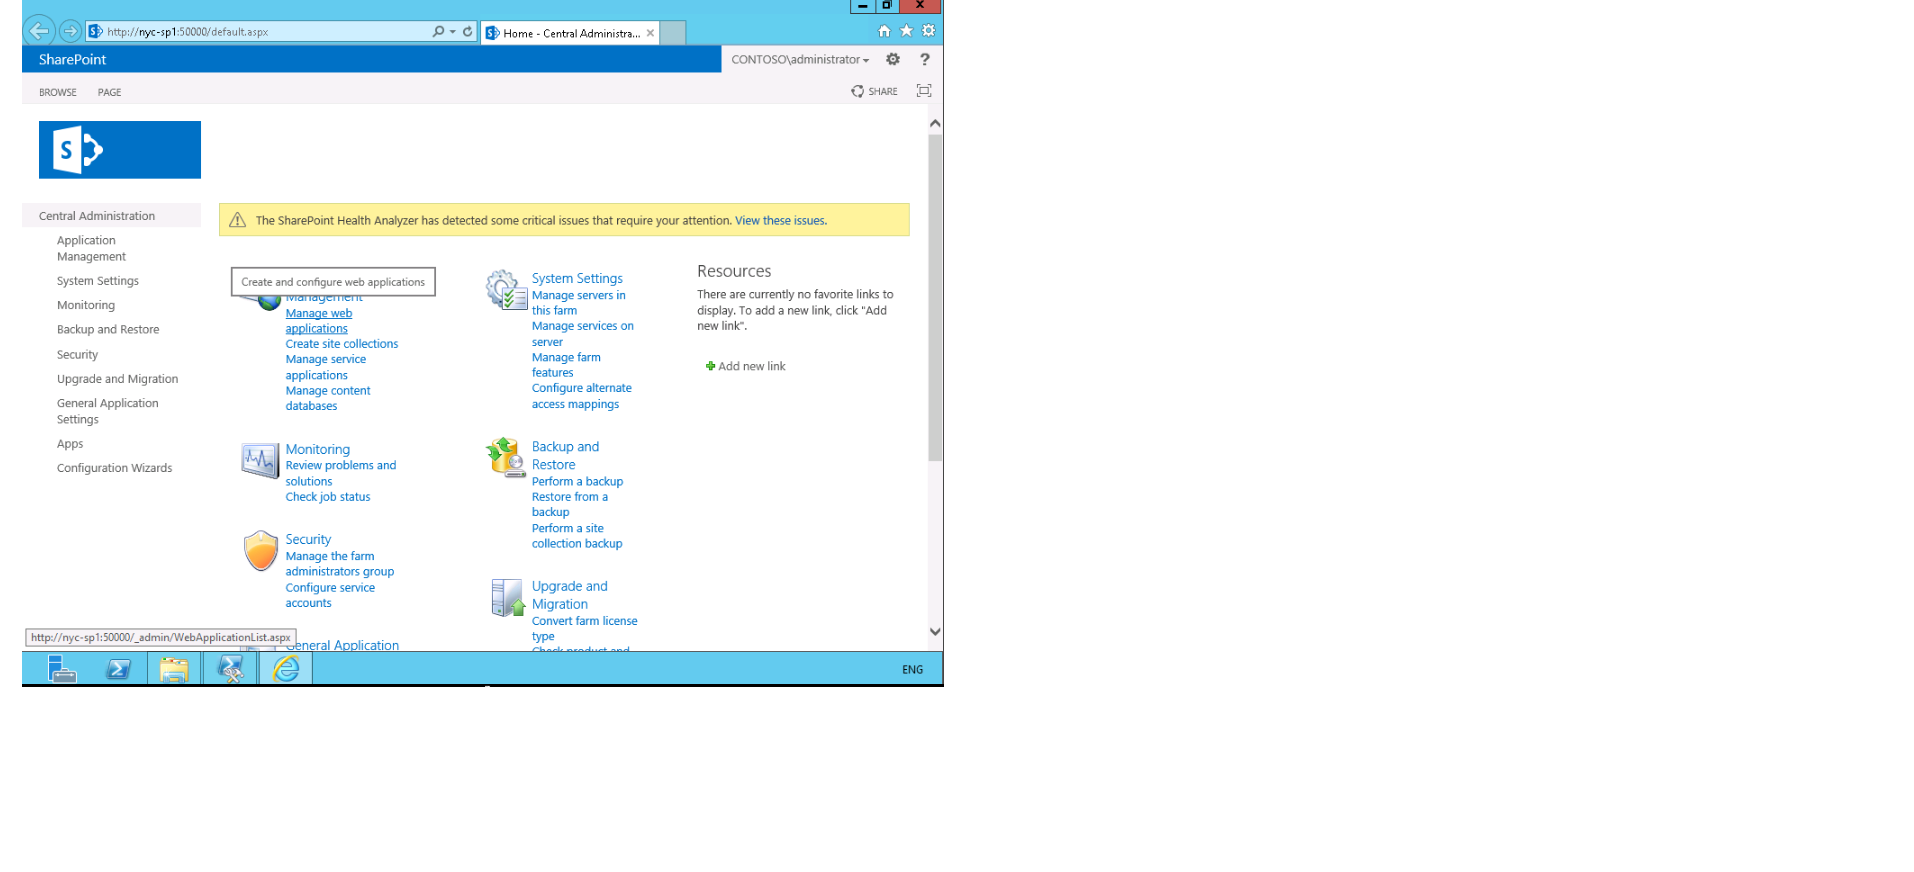 http://nyc-sp1:50000/default.aspx
Home - Central Administra...
SharePoint
CONTOSO\administrator
?
BROWSE
PAGE
SHARE
S
Central Administration
Application
Management
System Settings
Monitoring
Backup and Restore
Security
Upgrade and Migration
General Application
Settings
Apps
Configuration Wizards
The SharePoint Health Analyzer has detected some critical issues that require your attention. View these issues.
Create and configure web applications
Management
Manage web
applications
Create site collections
Manage service
applications
Manage content
databases
Monitoring
Review problems and
solutions
Check job status
Security
Manage the farm
administrators group
Configure service
accounts
General Application
System Settings
Manage servers in
this farm
Manage services on
server
Manage farm
features
Configure alternate
access mappings
Backup and
Restore
Perform a backup
Restore from a
backup
Perform a site
collection backup
Upgrade and
Migration
Convert farm license
type
Check product and
Resources
There are currently no favorite links to
display. To add a new link, click "Add
new link".
Add new link
http://nyc-sp1:50000/_admin/WebApplicationList.aspx
ENG